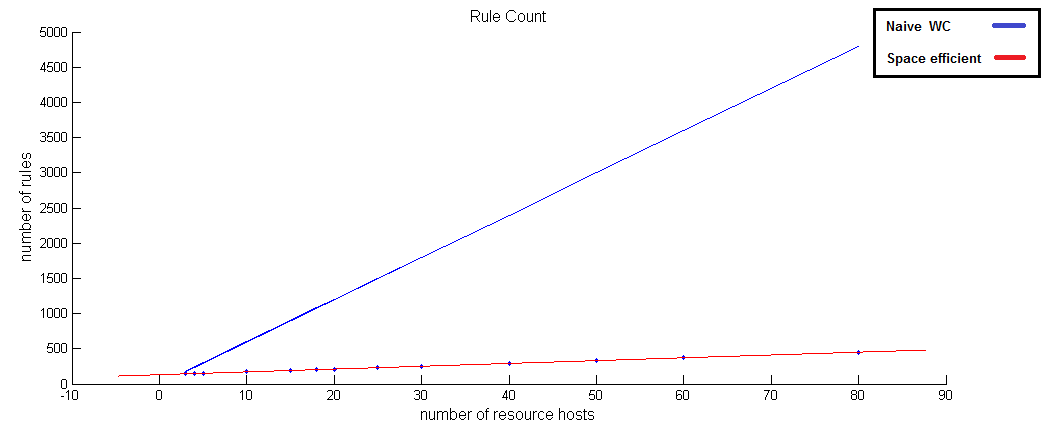 Rule Count
Naive WC
Space efficient
number of rules
5000
4500
4000
3500
3000
2500
2000
1500
1000
500
0
-10 0 10 20 30 40 50 60 70 80 90
number of resource hosts